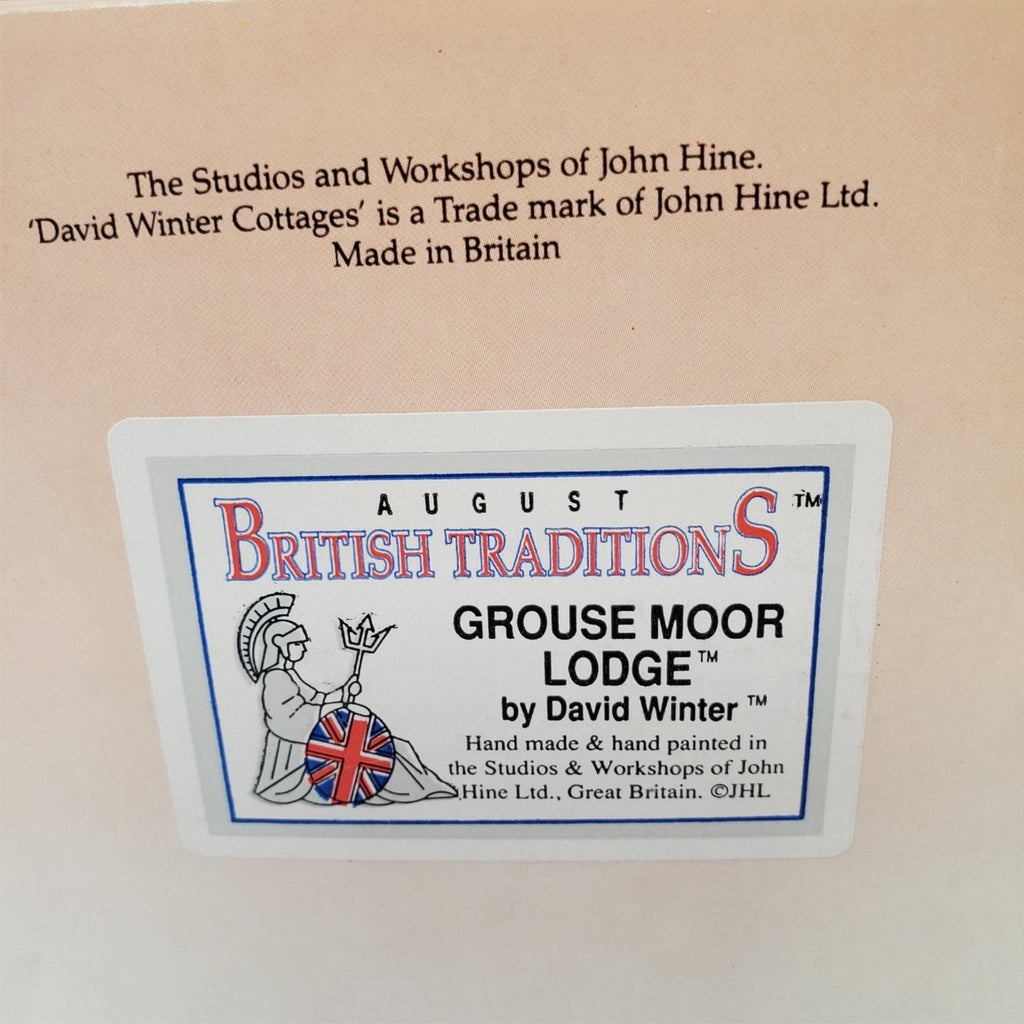 The Studios and Workshops of John Hine.
'David Winter Cottages' is a Trade mark of John Hine Ltd.
Made in Britain
AUGUST
BRITISH TRADITIONS ™
GROUSE MOOR
LODGE™
by David Winter™
Hand made & hand painted in
the Studios & Workshops of John
Hine Ltd., Great Britain. ©JHL